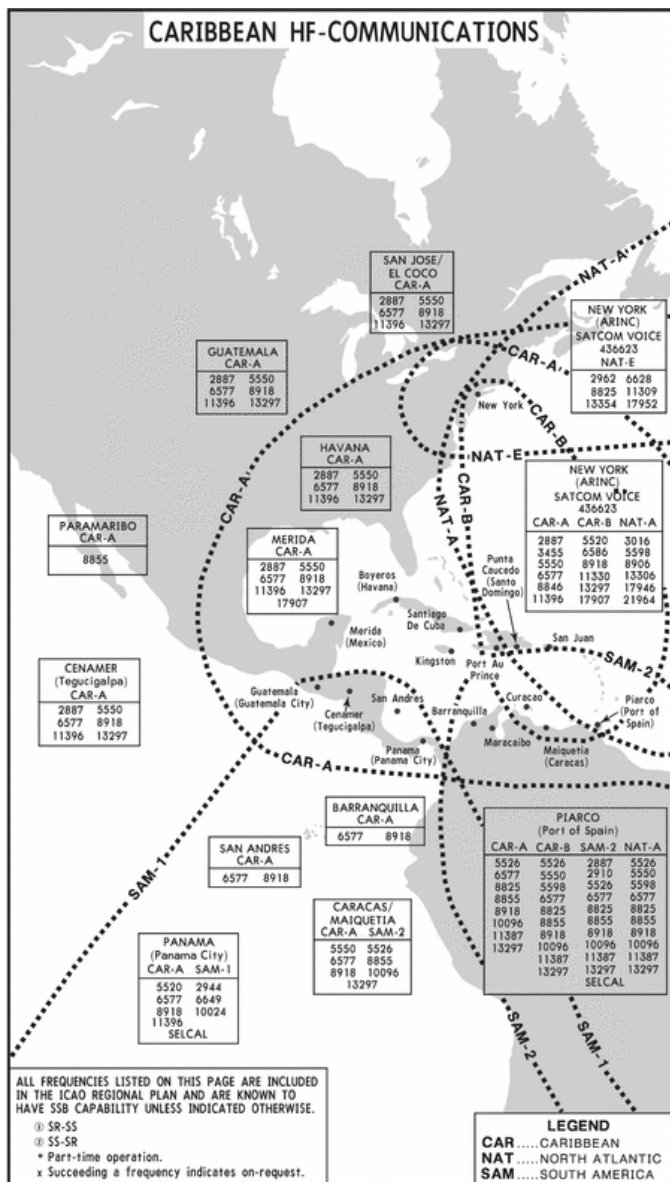 CARIBBEAN HF-COMMUNICATIONS
NAT-A
SAN JOSE/
EL COCO
CAR-A
2887 5550
6577 8918
11396 13297
NEW YORK
(ARINC)
SATCOM VOICE
436623
NAT-E
2962 6628
8825 11309
13354 17952
GUATEMALA
CAR-A
2887 5550
6577 8918
11396 13297
CAR-A
New York
CAR-B
HAVANA
CAR-A
2887 5550
6577 8918
11396 13297
NAT-E
CAR-A
CAR-B
NAT-A
NEW YORK
(ARINC)
SATCOM VOICE
436623
CAR-A CAR-B NAT-A
2887 5520 3016
3455 6586 5598
5550 8918 8906
6577 11330 13306
8846 13297 17946
11396 17907 21964
PARAMARIBO
CAR-A
8855
MERIDA
CAR-A
2887 5550
6577 8918
11396 13297
17907
Boyeros
(Havana)
Punta
Caucedo
(Santo
Domingo)
Santiago
De Cuba
Merida
(Mexico)
San Juan
Kingston
Port Au
Prince
SAM-2
CENAMER
(Tegucigalpa)
CAR-A
2887 5550
6577 8918
11396 13297
Guatemala
(Guatemala City)
Cenamer
(Tegucigalpa)
San Andres
Barranquilla
Curacao
Piarco
(Port of
Spain)
Panama
(Panama City)
Maracaibo
Maiquetia
(Caracas)
CAR-A
BARRANQUILLA
CAR-A
6577 8918
PIARCO
(Port of Spain)
CAR-A CAR-B SAM-2 NAT-A
5526 5526 2887 5526
6577 5550 2910 5550
8825 5598 5526 5598
8855 6577 6577 6577
8918 8825 8825 8825
10096 8855 8855 8855
11387 8918 8918 8918
13297 10096 10096 10096
11387 11387 11387
13297 13297 13297
SELCAL
SAN ANDRES
CAR-A
6577 8918
SAM-1
CARACAS/
MAIQUETIA
CAR-A SAM-2
5550 5526
6577 8855
8918 10096
13297
PANAMA
(Panama City)
CAR-A SAM-1
5520 2944
6577 6649
8918 10024
11396
SELCAL
SAM-2
SAM-1
ALL FREQUENCIES LISTED ON THIS PAGE ARE INCLUDED
IN THE ICAO REGIONAL PLAN AND ARE KNOWN TO
HAVE SSB CAPABILITY UNLESS INDICATED OTHERWISE.
① SR-SS
② SS-SR
* Part-time operation.
x Succeeding a frequency indicates on-request.
LEGEND
CAR.....CARIBBEAN
NAT.....NORTH ATLANTIC
SAM.....SOUTH AMERICA